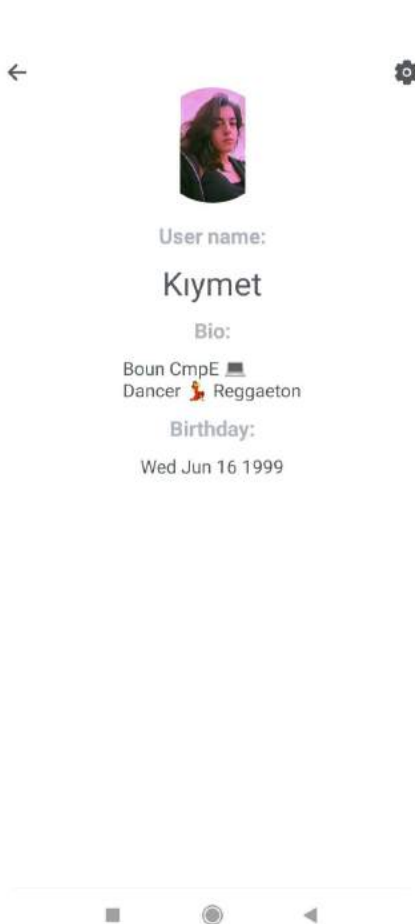 User name:
Kıymet
Bio:
Boun CmpE 💻
Dancer 💃 Reggaeton
Birthday:
Wed Jun 16 1999